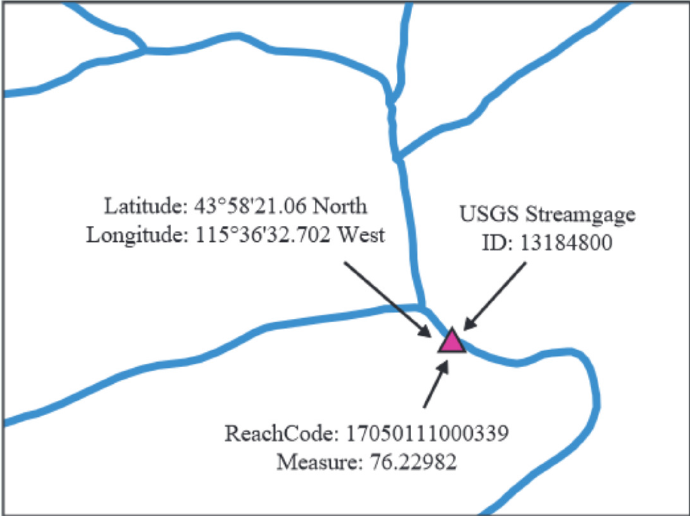 Latitude: 43°58'21.06 North
Longitude: 115°36'32.702 West
USGS Streamgage
ID: 13184800
ReachCode: 17050111000339
Measure: 76.22982